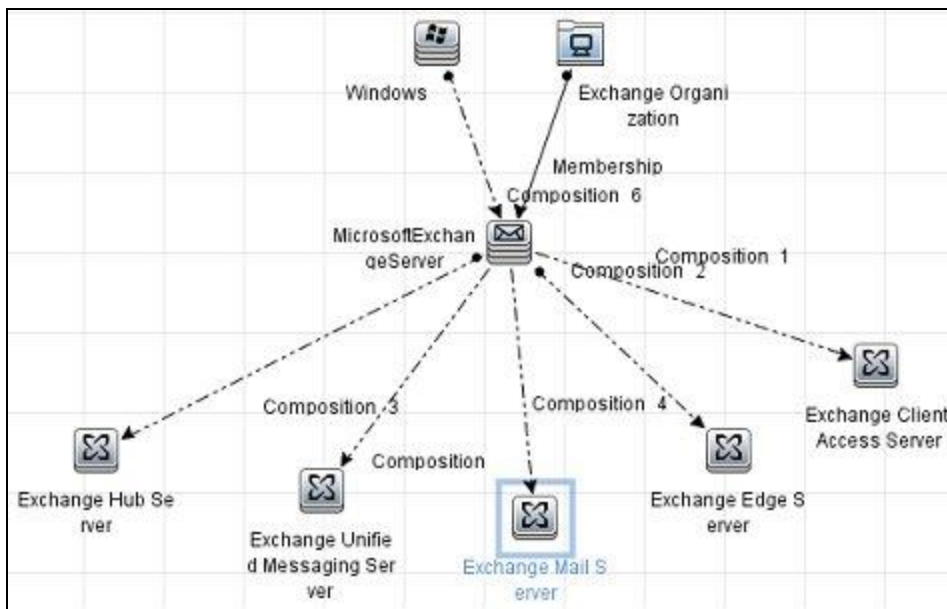 Windows
Exchange Organi
zation
Membership
Composition 6
MicrosoftExchan
geServer
Composition 1
Composition 2
Composition 3
Composition 4
Composition
Exchange Client
Access Server
Exchange Hub Se
rver
Exchange Unifie
d Messaging Ser
ver
Exchange Mail S
erver
Exchange Edge S
erver